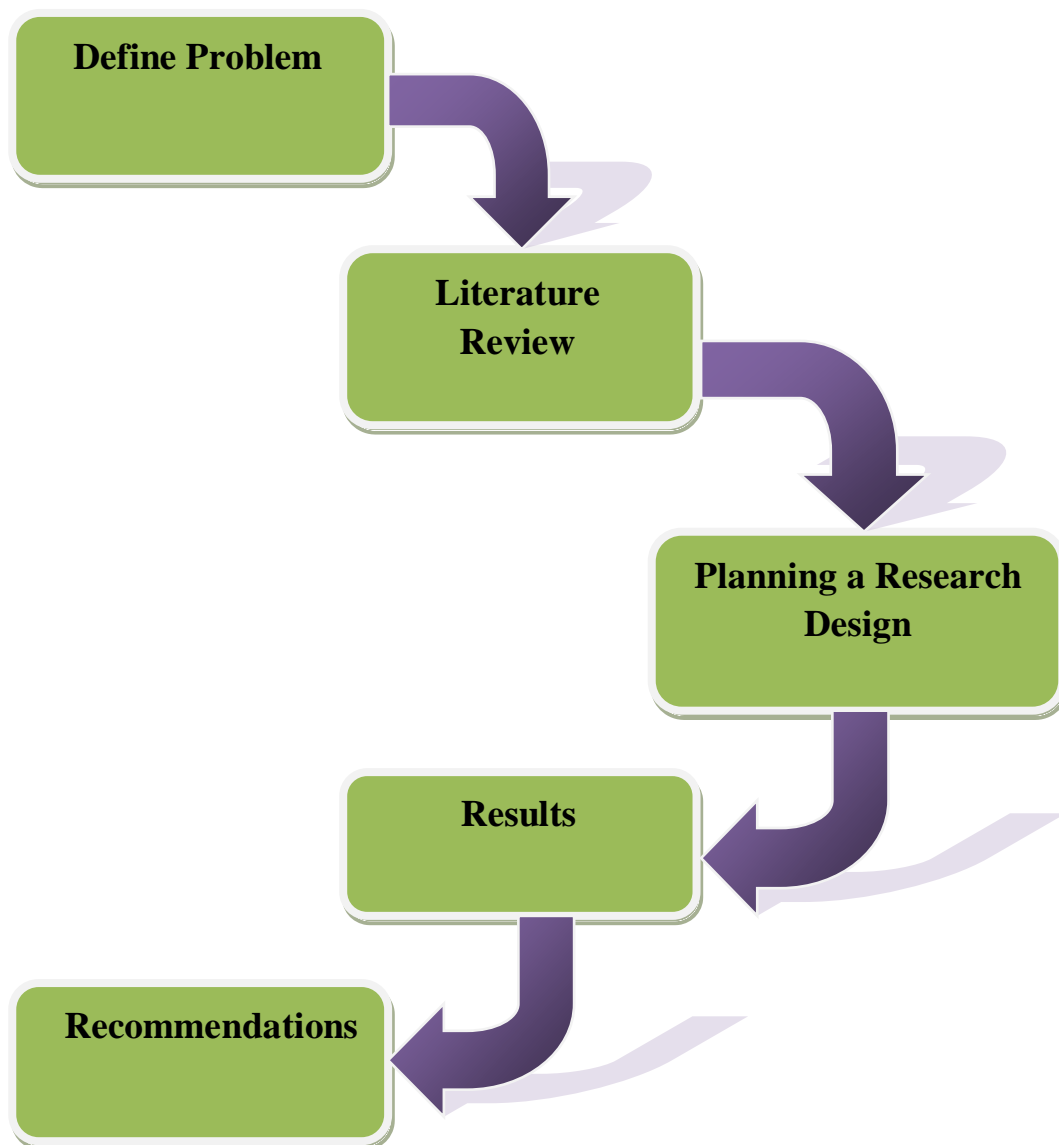 Define Problem
Literature
Review
Planning a Research
Design
Results
Recommendations